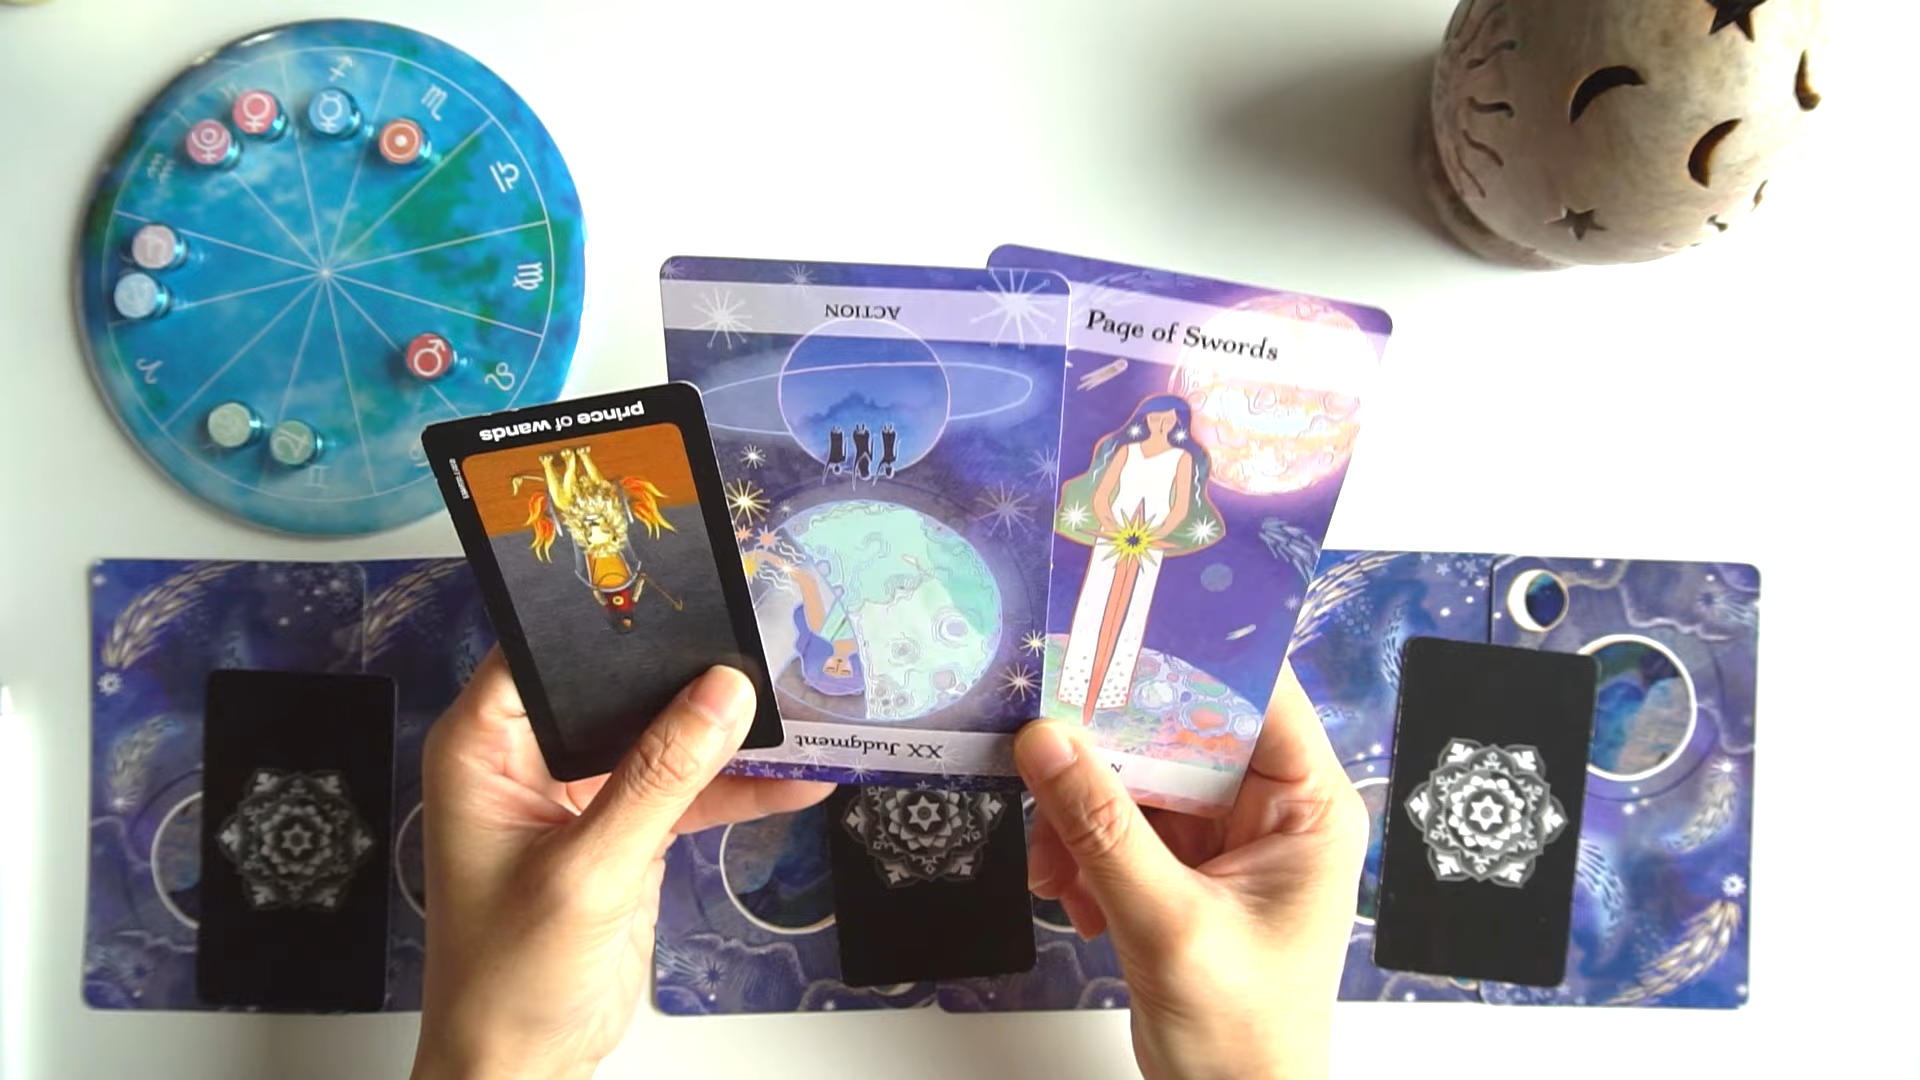 prince of wands
ACTION
XX Judgment
Page of Swords